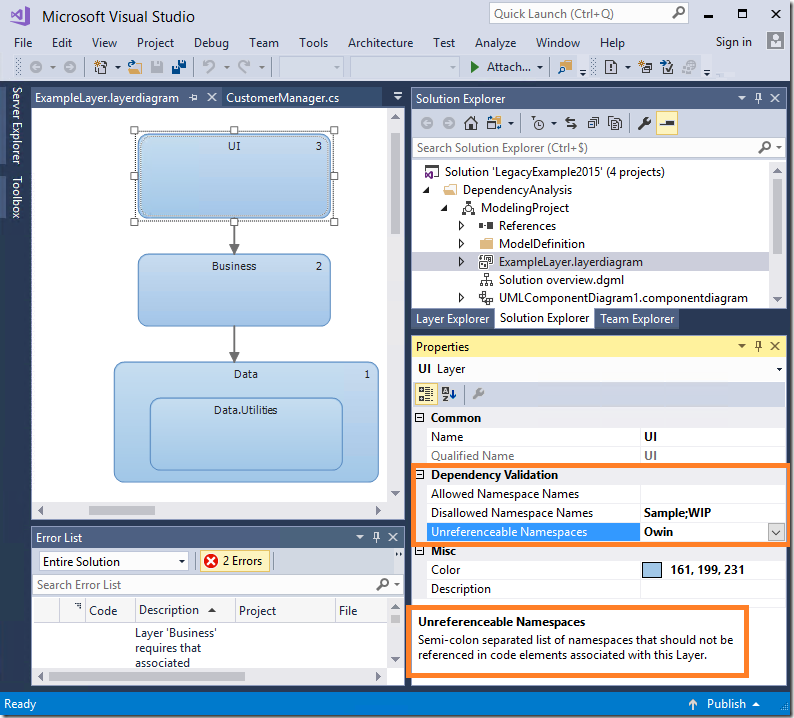 Microsoft Visual Studio
Quick Launch (Ctrl+Q)
File Edit View Project Debug Team Tools Architecture Test Analyze Window Help Sign in
Attach...
Server Explorer
Toolbox
ExampleLayer.layerdiagram CustomerManager.cs
UI 3
Business 2
Data 1
Data.Utilities
Error List
Entire Solution 2 Errors
Search Error List
Code Description Project File
Layer 'Business'
requires that
associated
Solution Explorer
Search Solution Explorer (Ctrl+$)
Solution 'LegacyExample2015' (4 projects)
DependencyAnalysis
ModelingProject
References
ModelDefinition
ExampleLayer.layerdiagram
Solution overview.dgml
UMLComponentDiagram1.componentdiagram
Layer Explorer Solution Explorer Team Explorer
Properties
UI Layer
Common
Name UI
Qualified Name UI
Dependency Validation
Allowed Namespace Names
Disallowed Namespace Names Sample;WIP
Unreferenceable Namespaces Owin
Misc
Color 161, 199, 231
Description
Unreferenceable Namespaces
Semi-colon separated list of namespaces that should not be
referenced in code elements associated with this Layer.
Ready Publish